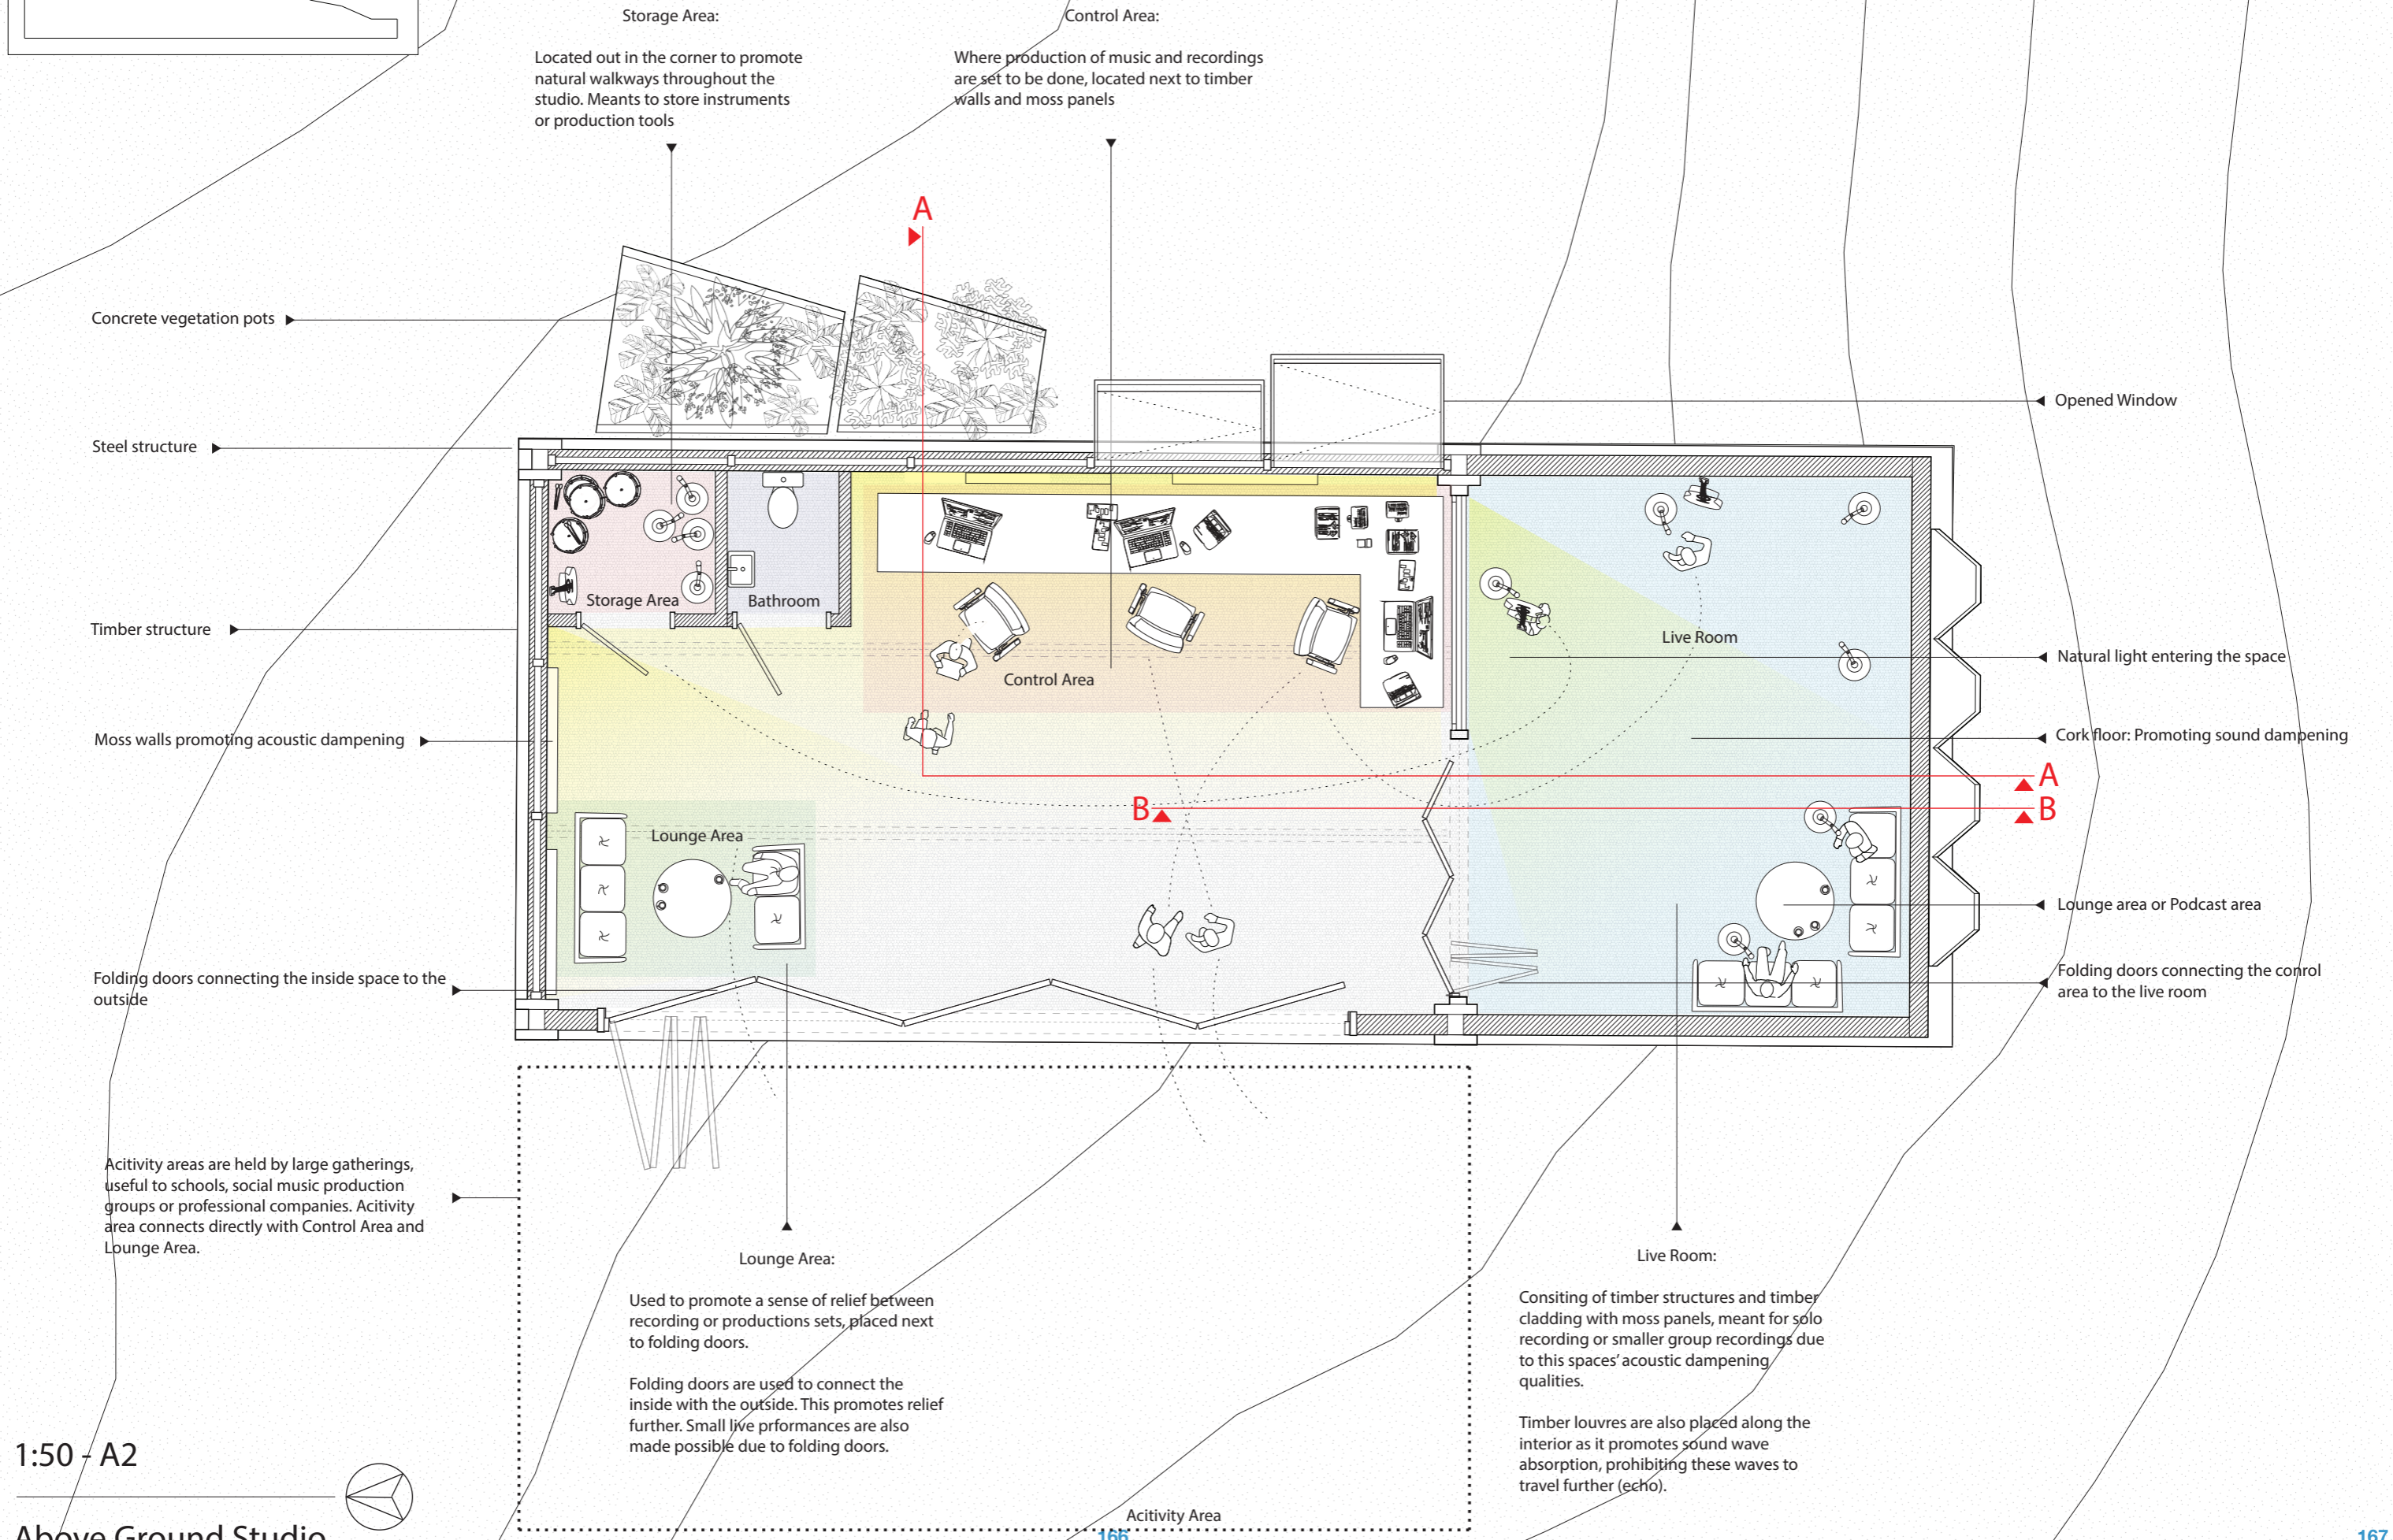 Storage Area:
Located out in the corner to promote
natural walkways throughout the
studio. Meants to store instruments
or production tools
Control Area:
Where production of music and recordings
are set to be done, located next to timber
walls and moss panels
A
Concrete vegetation pots
Opened Window
Steel structure
Storage Area
Bathroom
Timber structure
Live Room
Natural light entering the space
Control Area
Moss walls promoting acoustic dampening
Cork floor: Promoting sound dampening
A
B
B
Lounge Area
Lounge area or Podcast area
Folding doors connecting the inside space to the
outside
Folding doors connecting the conrol
area to the live room
Acitivity areas are held by large gatherings,
useful to schools, social music production
groups or professional companies. Acitivity
area connects directly with Control Area and
Lounge Area.
Lounge Area:
Used to promote a sense of relief between
recording or productions sets, placed next
to folding doors.
Folding doors are used to connect the
inside with the outside. This promotes relief
further. Small live prformances are also
made possible due to folding doors.
Live Room:
Consiting of timber structures and timber
cladding with moss panels, meant for solo
recording or smaller group recordings due
to this spaces' acoustic dampening
qualities.
Timber louvres are also placed along the
interior as it promotes sound wave
absorption, prohibiting these waves to
travel further (echo).
1:50 - A2
Above Ground Studio
Acitivity Area
166
167